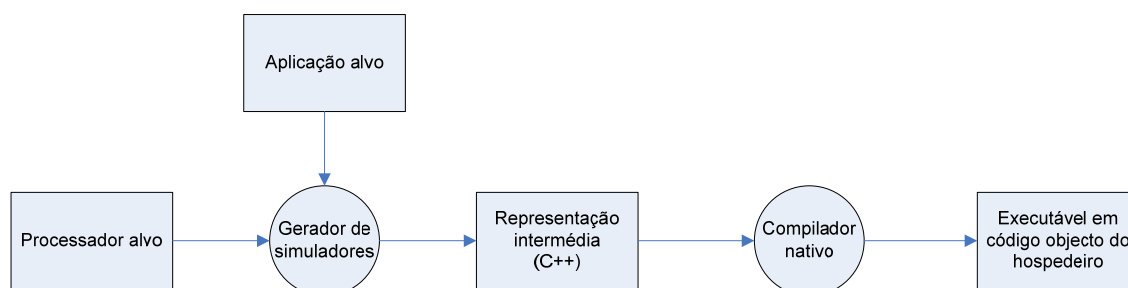 Aplicação alvo
Processador alvo
Gerador de
simuladores
Representação
intermédia
(C++)
Compilador
nativo
Executável em
código objecto do
hospedeiro